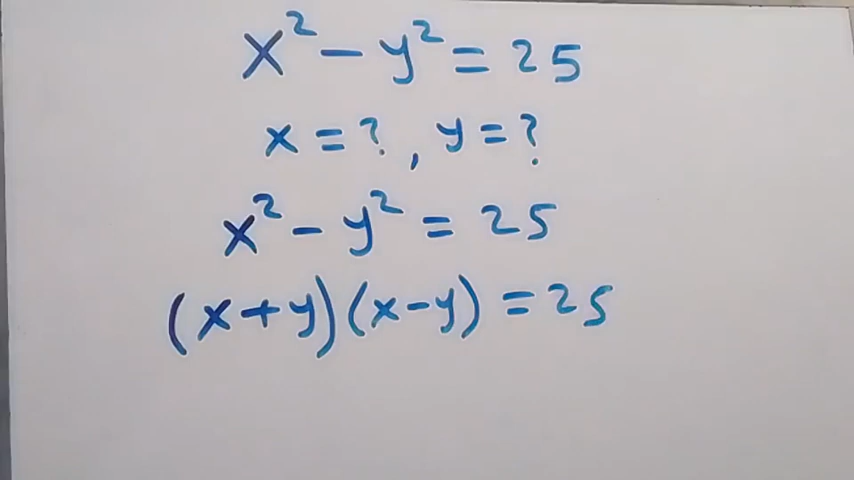 x² - y² = 25
x = ? , y = ?
x² - y² = 25
(x + y)(x - y) = 25